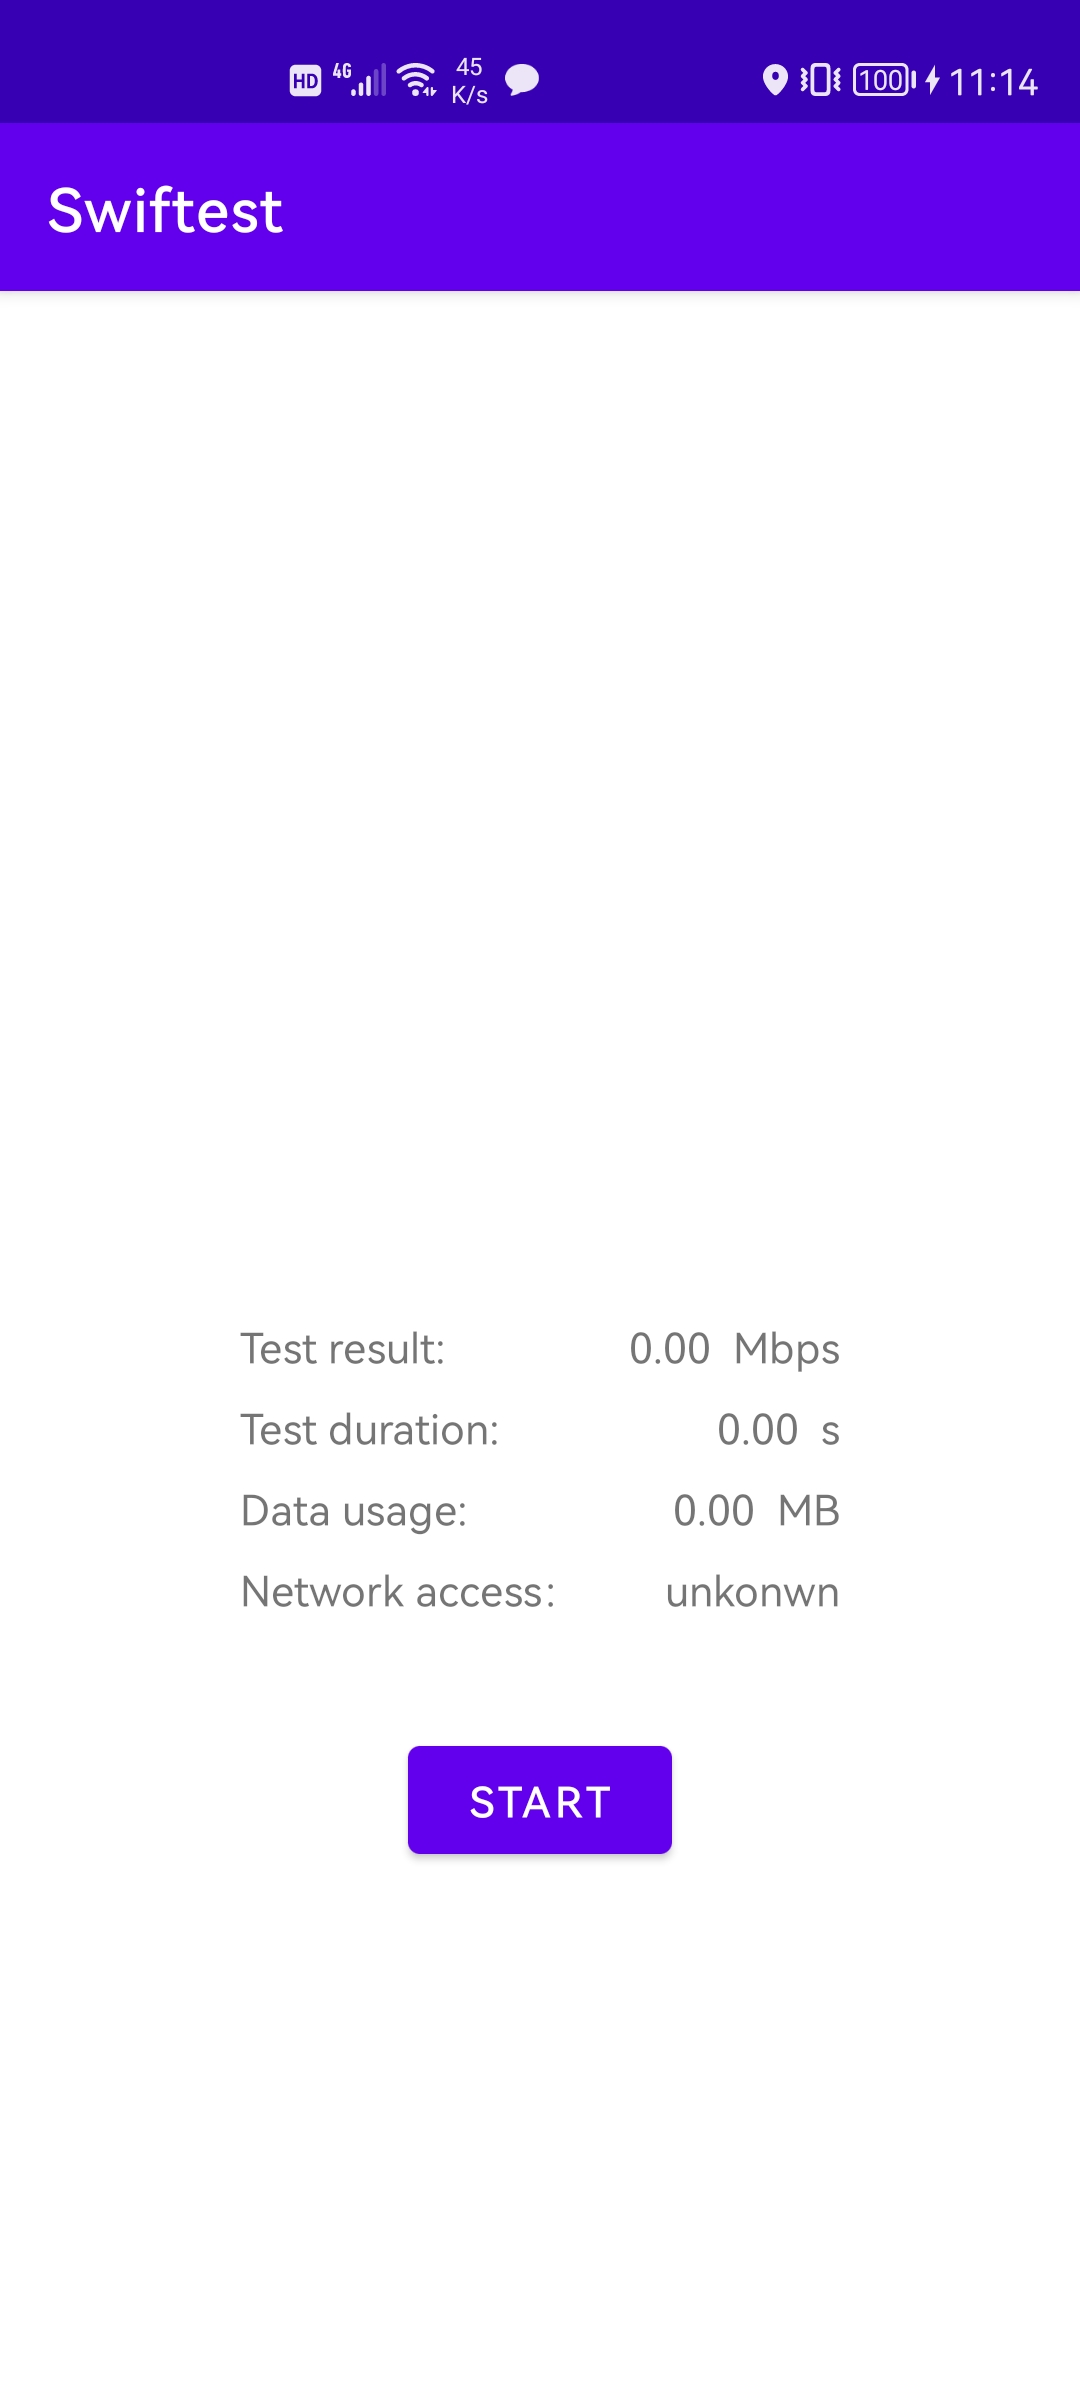 HD 4G 45 K/s 100 11:14
Swiftest
Test result: 0.00 Mbps
Test duration: 0.00 s
Data usage: 0.00 MB
Network access: unkonwn
START